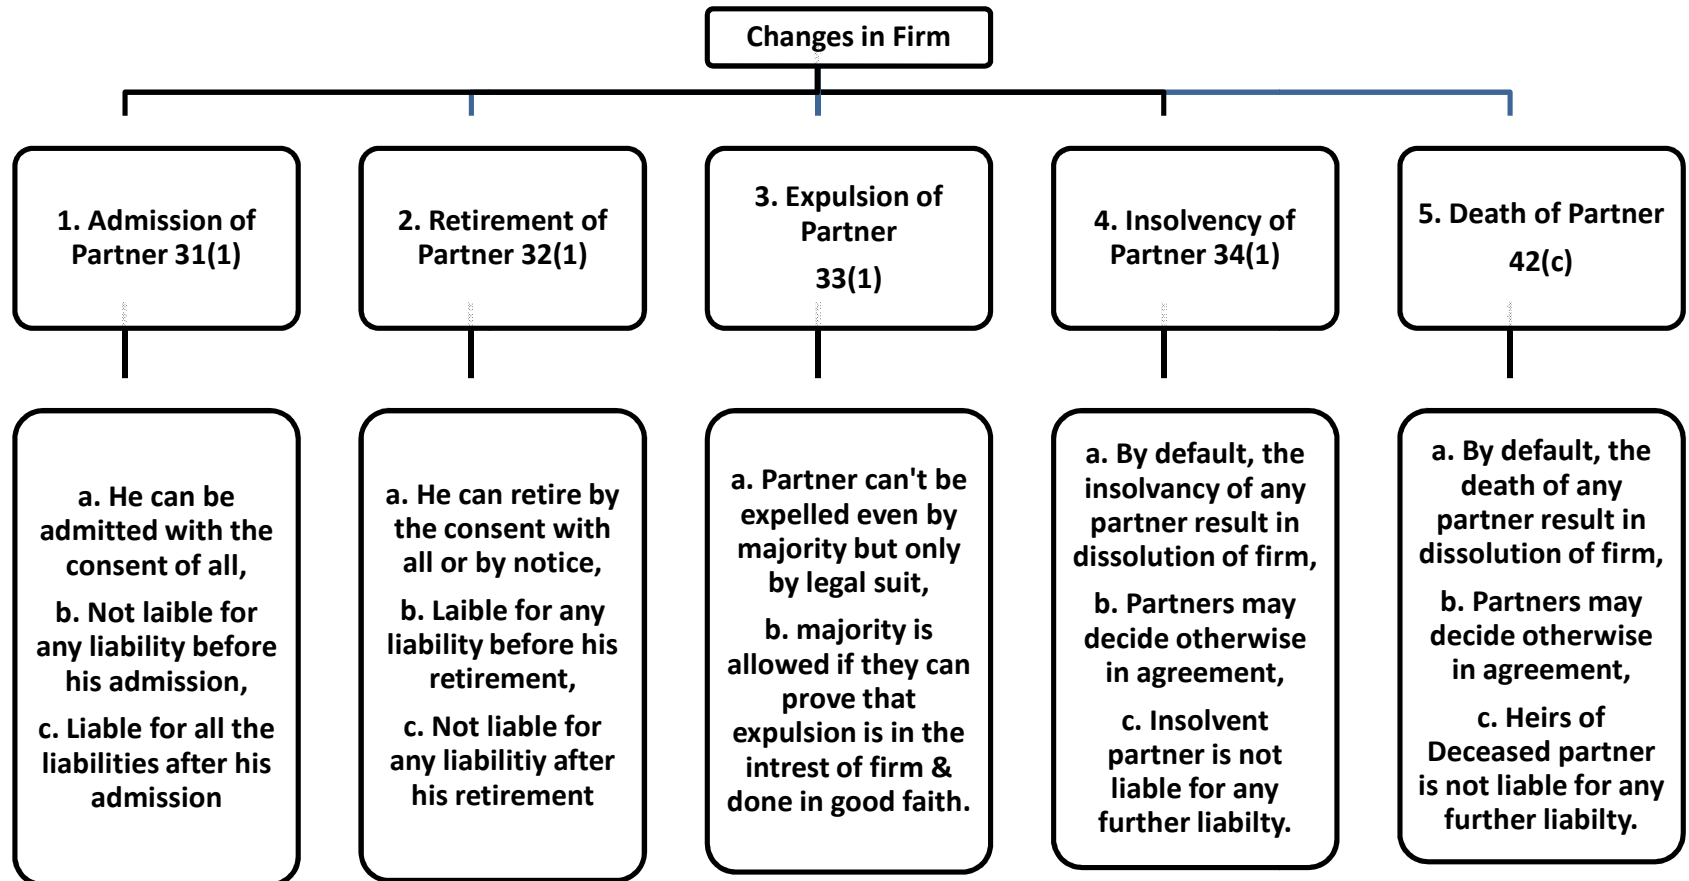 Changes in Firm
1. Admission of
Partner 31(1)
2. Retirement of
Partner 32(1)
3. Expulsion of
Partner
33(1)
4. Insolvency of
Partner 34(1)
5. Death of Partner
42(c)
a. He can be
admitted with the
consent of all,
b. Not laible for
any liability before
his admission,
c. Liable for all the
liabilities after his
admission
a. He can retire by
the consent with
all or by notice,
b. Laible for any
liability before his
retirement,
c. Not liable for
any liabilitiy after
his retirement
a. Partner can't be
expelled even by
majority but only
by legal suit,
b. majority is
allowed if they can
prove that
expulsion is in the
intrest of firm &
done in good faith.
a. By default, the
insolvancy of any
partner result in
dissolution of firm,
b. Partners may
decide otherwise
in agreement,
c. Insolvent
partner is not
liable for any
further liabilty.
a. By default, the
death of any
partner result in
dissolution of firm,
b. Partners may
decide otherwise
in agreement,
c. Heirs of
Deceased partner
is not liable for any
further liabilty.